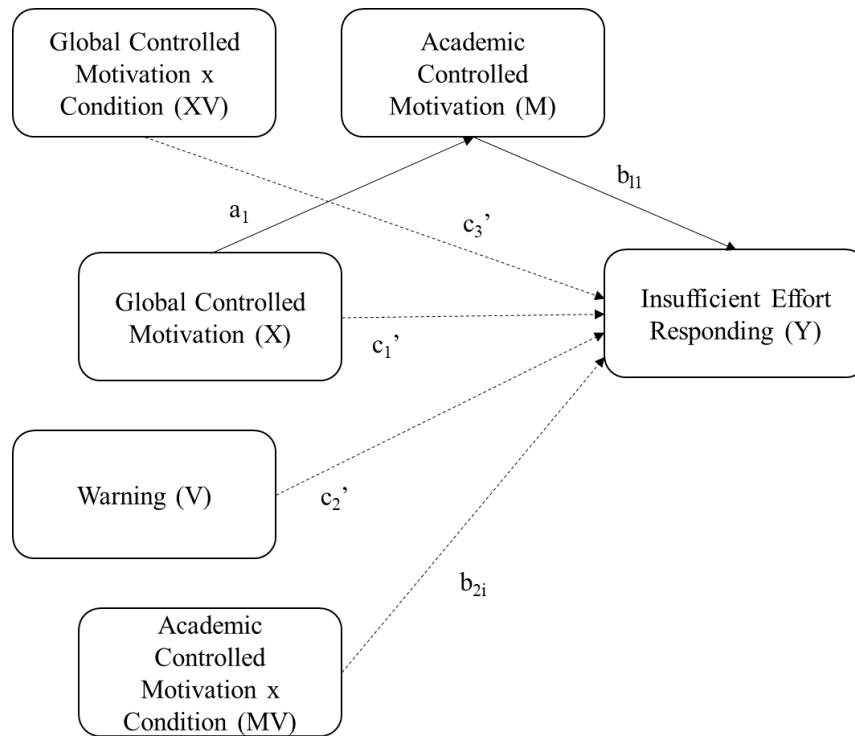 Global Controlled
Motivation x
Condition (XV)
Academic
Controlled
Motivation (M)
a₁
b₁₁
c₃’
Global Controlled
Motivation (X)
c₁’
Insufficient Effort
Responding (Y)
Warning (V)
c₂’
b₂ᵢ
Academic
Controlled
Motivation x
Condition (MV)